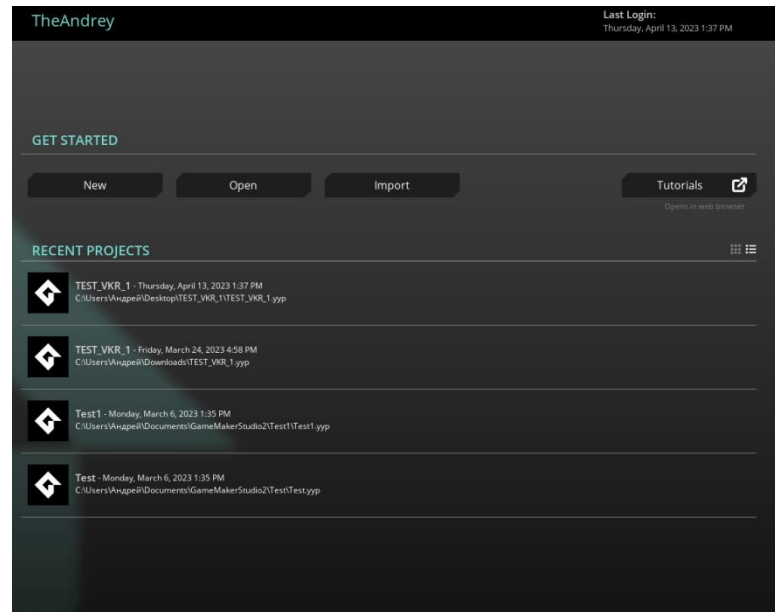 TheAndrey
Last Login:
Thursday, April 13, 2023 1:37 PM
GET STARTED
New
Open
Import
Tutorials
Opens in web browser
RECENT PROJECTS
TEST_VKR_1 - Thursday, April 13, 2023 1:37 PM
C:\Users\Андрей\Desktop\TEST_VKR_1\TEST_VKR_1.yyp
TEST_VKR_1 - Friday, March 24, 2023 4:58 PM
C:\Users\Андрей\Downloads\TEST_VKR_1.yyp
Test1 - Monday, March 6, 2023 1:35 PM
C:\Users\Андрей\Documents\GameMakerStudio2\Test1\Test1.yyp
Test - Monday, March 6, 2023 1:35 PM
C:\Users\Андрей\Documents\GameMakerStudio2\Test\Test.yyp